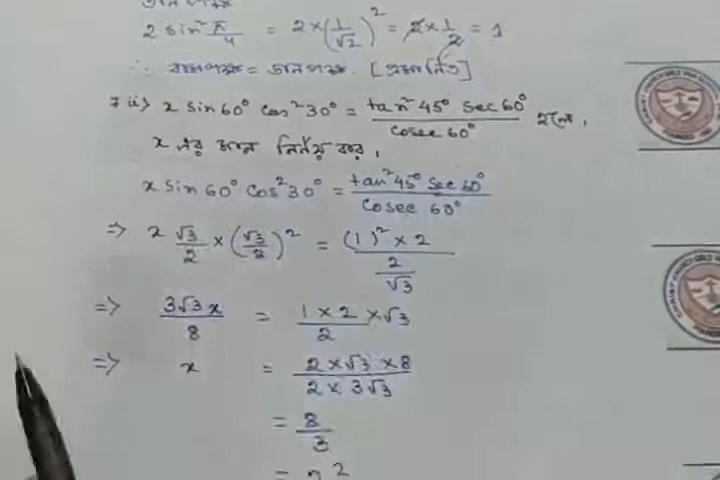 2 sin² π/4 = 2 × (1/√2)² = 2 × 1/2 = 1
∴ বামপক্ষ = ডানপক্ষ. [প্রমাণিত]
7 ii) x sin 60° cos² 30° = tan² 45° sec 60° / cosec 60° হলে,
x এর মান নির্ণয় কর,
x sin 60° cos² 30° = tan² 45° sec 60° / cosec 60°
⇒ x √3/2 × (√3/2)² = (1)² × 2 / (2/√3)
⇒ 3√3x/8 = 1 × 2/2 × √3
⇒ x = 2 × √3 × 8 / 2 × 3√3
= 8/3